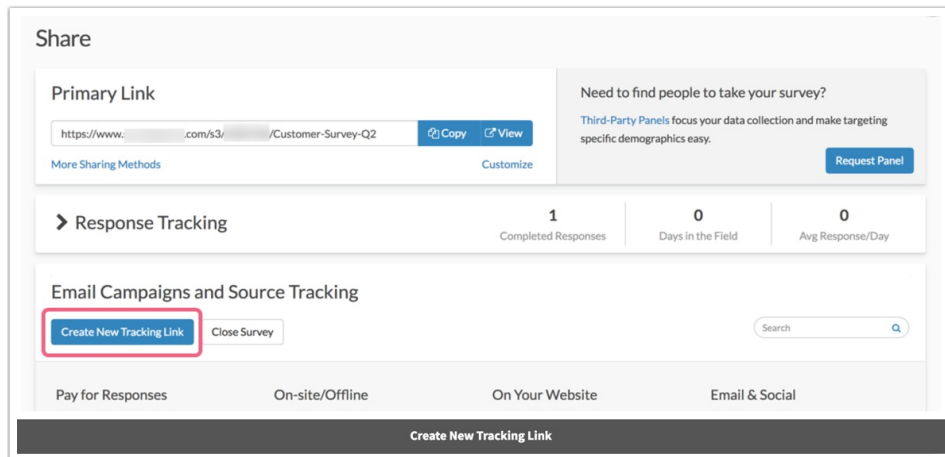 Share
Primary Link
https://www. .com/s3/ /Customer-Survey-Q2
Copy
View
More Sharing Methods
Customize
Need to find people to take your survey?
Third-Party Panels focus your data collection and make targeting
specific demographics easy.
Request Panel
Response Tracking
1
Completed Responses
0
Days in the Field
0
Avg Response/Day
Email Campaigns and Source Tracking
Create New Tracking Link
Close Survey
Search
Pay for Responses
On-site/Offline
On Your Website
Email & Social
Create New Tracking Link